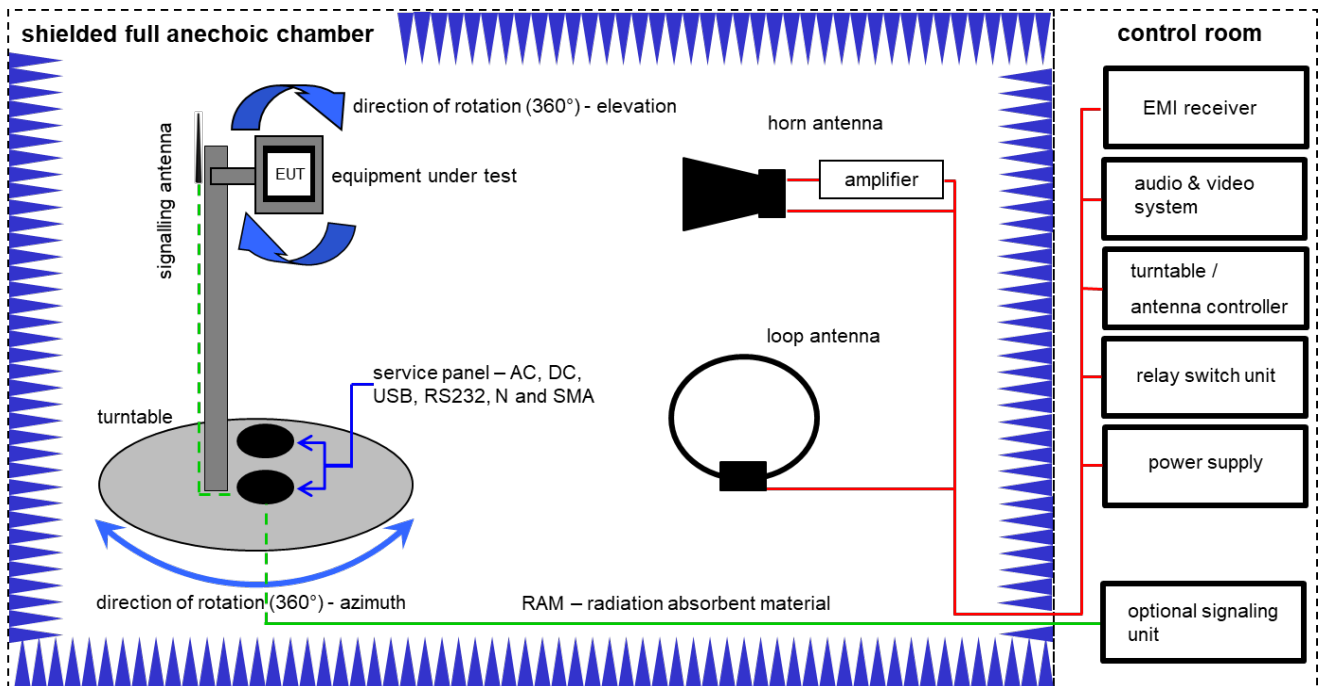 shielded full anechoic chamber
control room
direction of rotation (360°) - elevation
signalling antenna
EUT
equipment under test
horn antenna
amplifier
loop antenna
service panel – AC, DC,
USB, RS232, N and SMA
turntable
direction of rotation (360°) - azimuth
RAM – radiation absorbent material
EMI receiver
audio & video
system
turntable /
antenna controller
relay switch unit
power supply
optional signaling
unit